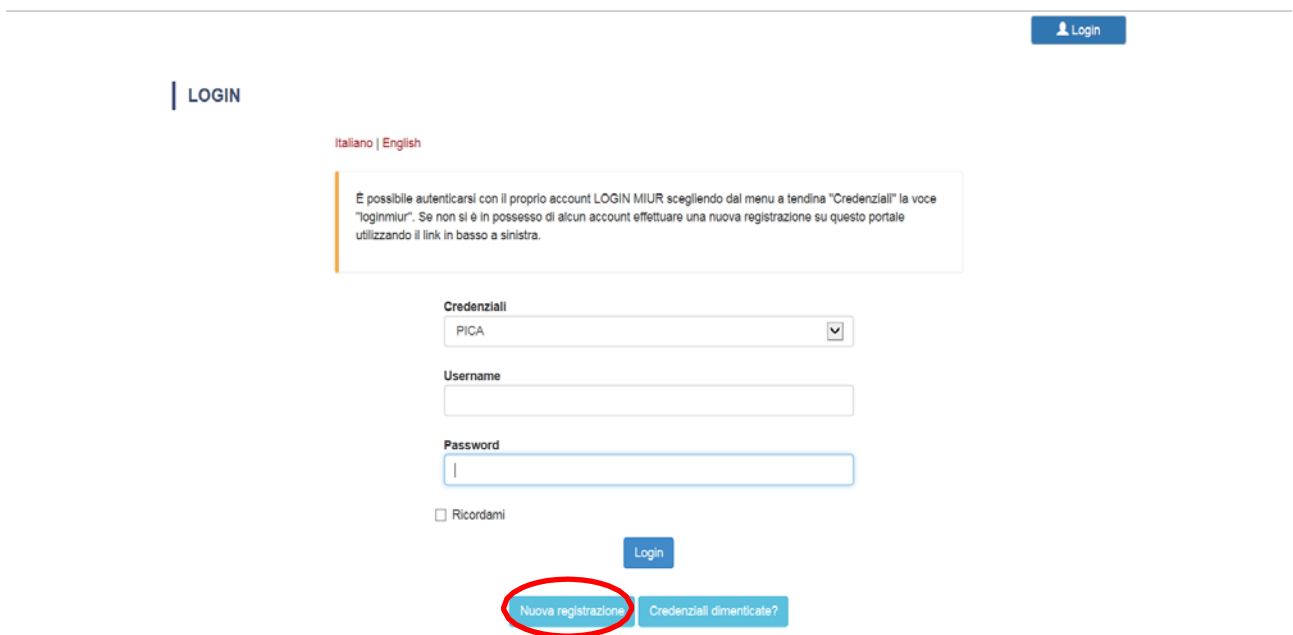 Login
LOGIN
Italiano | English
È possibile autenticarsi con il proprio account LOGIN MIUR scegliendo dal menu a tendina "Credenziali" la voce
"loginmiur". Se non si è in possesso di alcun account effettuare una nuova registrazione su questo portale
utilizzando il link in basso a sinistra.
Credenziali
PICA
Username
Password
Ricordami
Login
Nuova registrazione Credenziali dimenticate?